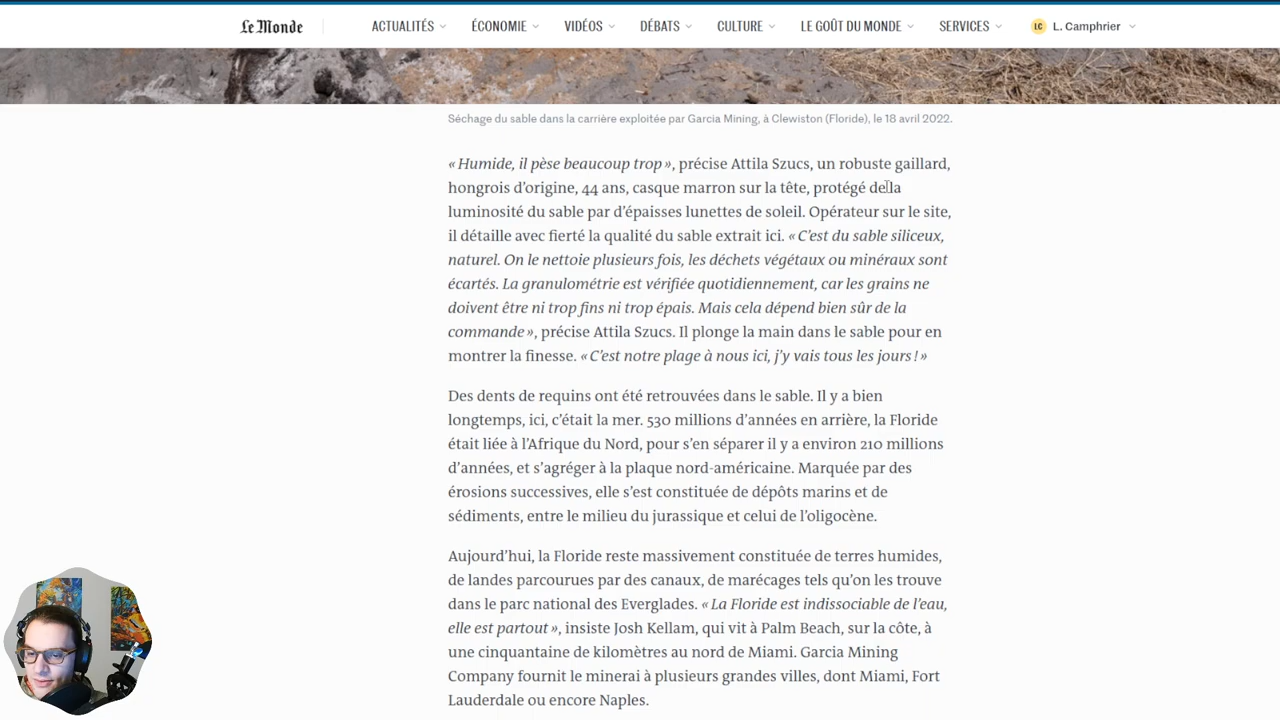 Le Monde
ACTUALITÉS
ÉCONOMIE
VIDÉOS
DÉBATS
CULTURE
LE GOÛT DU MONDE
SERVICES
LC
L. Camphrier
Séchage du sable dans la carrière exploitée par Garcia Mining, à Clewiston (Floride), le 18 avril 2022.
« Humide, il pèse beaucoup trop », précise Attila Szucs, un robuste gaillard,
hongrois d’origine, 44 ans, casque marron sur la tête, protégé de la
luminosité du sable par d’épaisses lunettes de soleil. Opérateur sur le site,
il détaille avec fierté la qualité du sable extrait ici. « C’est du sable siliceux,
naturel. On le nettoie plusieurs fois, les déchets végétaux ou minéraux sont
écartés. La granulométrie est vérifiée quotidiennement, car les grains ne
doivent être ni trop fins ni trop épais. Mais cela dépend bien sûr de la
commande », précise Attila Szucs. Il plonge la main dans le sable pour en
montrer la finesse. « C’est notre plage à nous ici, j’y vais tous les jours ! »
Des dents de requins ont été retrouvées dans le sable. Il y a bien
longtemps, ici, c’était la mer. 530 millions d’années en arrière, la Floride
était liée à l’Afrique du Nord, pour s’en séparer il y a environ 210 millions
d’années, et s’agréger à la plaque nord-américaine. Marquée par des
érosions successives, elle s’est constituée de dépôts marins et de
sédiments, entre le milieu du jurassique et celui de l’oligocène.
Aujourd’hui, la Floride reste massivement constituée de terres humides,
de landes parcourues par des canaux, de marécages tels qu’on les trouve
dans le parc national des Everglades. « La Floride est indissociable de l’eau,
elle est partout », insiste Josh Kellam, qui vit à Palm Beach, sur la côte, à
une cinquantaine de kilomètres au nord de Miami. Garcia Mining
Company fournit le minerai à plusieurs grandes villes, dont Miami, Fort
Lauderdale ou encore Naples.